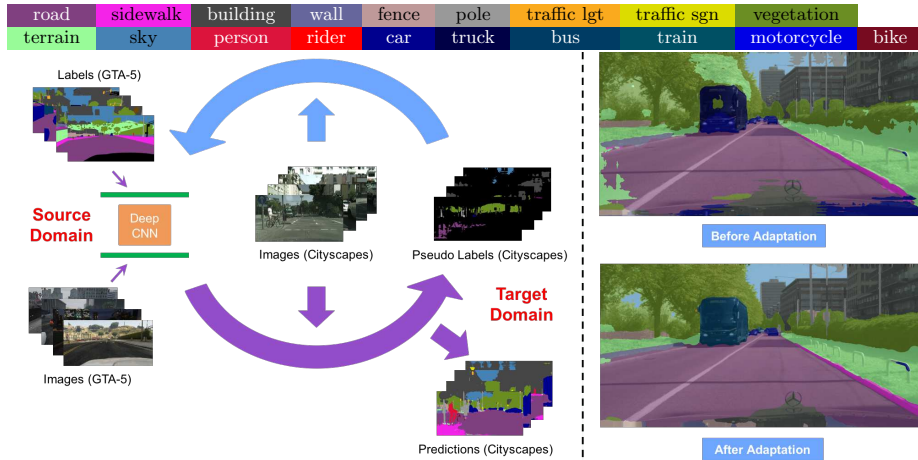 road sidewalk building wall fence pole traffic lgt traffic sgn vegetation
terrain sky person rider car truck bus train motorcycle bike
Labels (GTA-5)
Source
Domain
Deep
CNN
Images (GTA-5)
Images (Cityscapes)
Pseudo Labels (Cityscapes)
Target
Domain
Predictions (Cityscapes)
Before Adaptation
After Adaptation